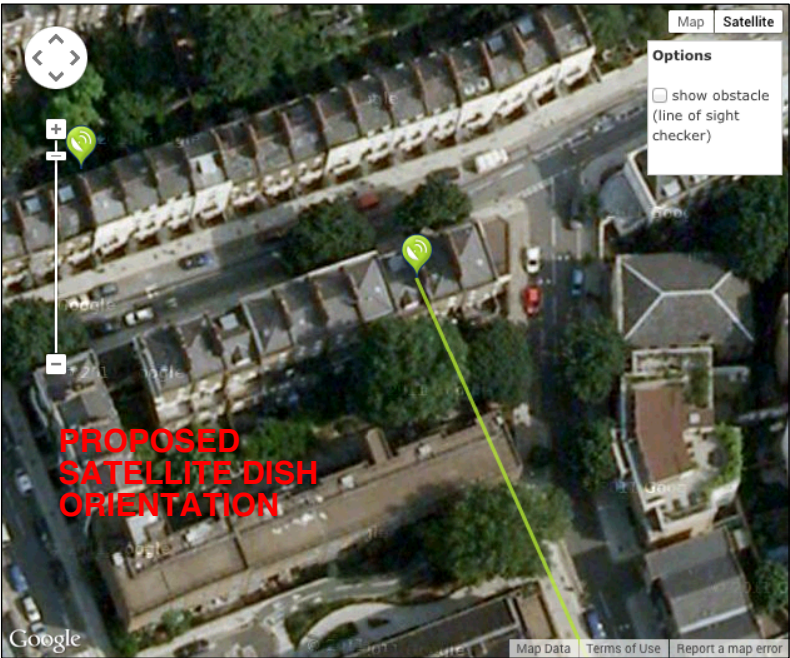 Map Satellite
Options
show obstacle
(line of sight
checker)
PROPOSED
SATELLITE DISH
ORIENTATION
Google
Map Data Terms of Use Report a map error